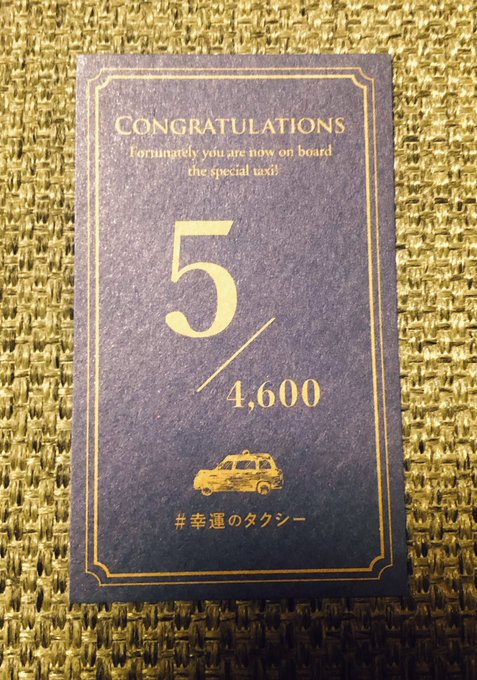 CONGRATULATIONS
Fortunately you are now on board
the special taxi!
5/
4,600
#幸運のタクシー